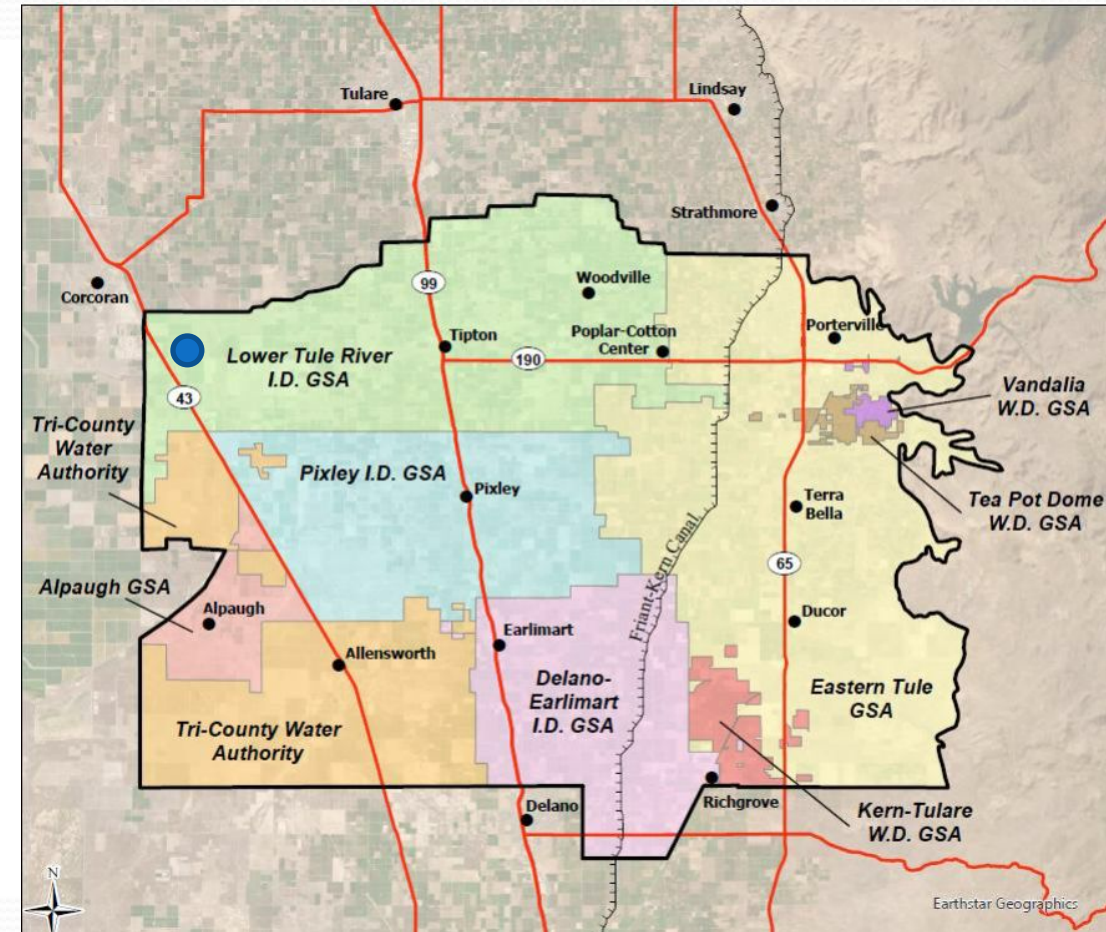 Tulare
Lindsay
Strathmore
Corcoran
99
Woodville
Tipton
Poplar-Cotton
Center
190
Porterville
Lower Tule River
I.D. GSA
43
Vandalia
W.D. GSA
Tri-County
Water
Authority
Pixley I.D. GSA
Pixley
Terra
Bella
Tea Pot Dome
W.D. GSA
Friant-Kern Canal
65
Alpaugh GSA
Alpaugh
Ducor
Earlimart
Allensworth
Delano-
Earlimart
I.D. GSA
Eastern Tule
GSA
Tri-County Water
Authority
Richgrove
Delano
Kern-Tulare
W.D. GSA
N
Earthstar Geographics